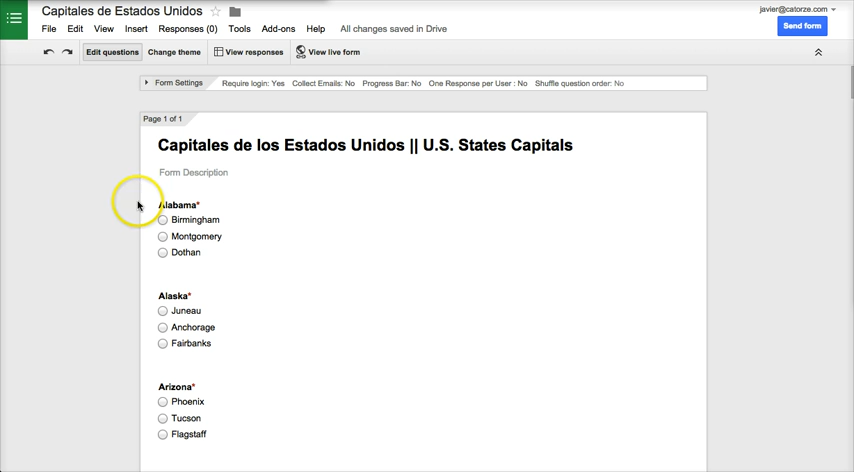 Capitales de Estados Unidos
javier@catorze.com
File Edit View Insert Responses (0) Tools Add-ons Help All changes saved in Drive
Send form
Edit questions Change theme View responses View live form
Form Settings Require login: Yes Collect Emails: No Progress Bar: No One Response per User : No Shuffle question order: No
Page 1 of 1
Capitales de los Estados Unidos || U.S. States Capitals
Form Description
Alabama*
Birmingham
Montgomery
Dothan
Alaska*
Juneau
Anchorage
Fairbanks
Arizona*
Phoenix
Tucson
Flagstaff